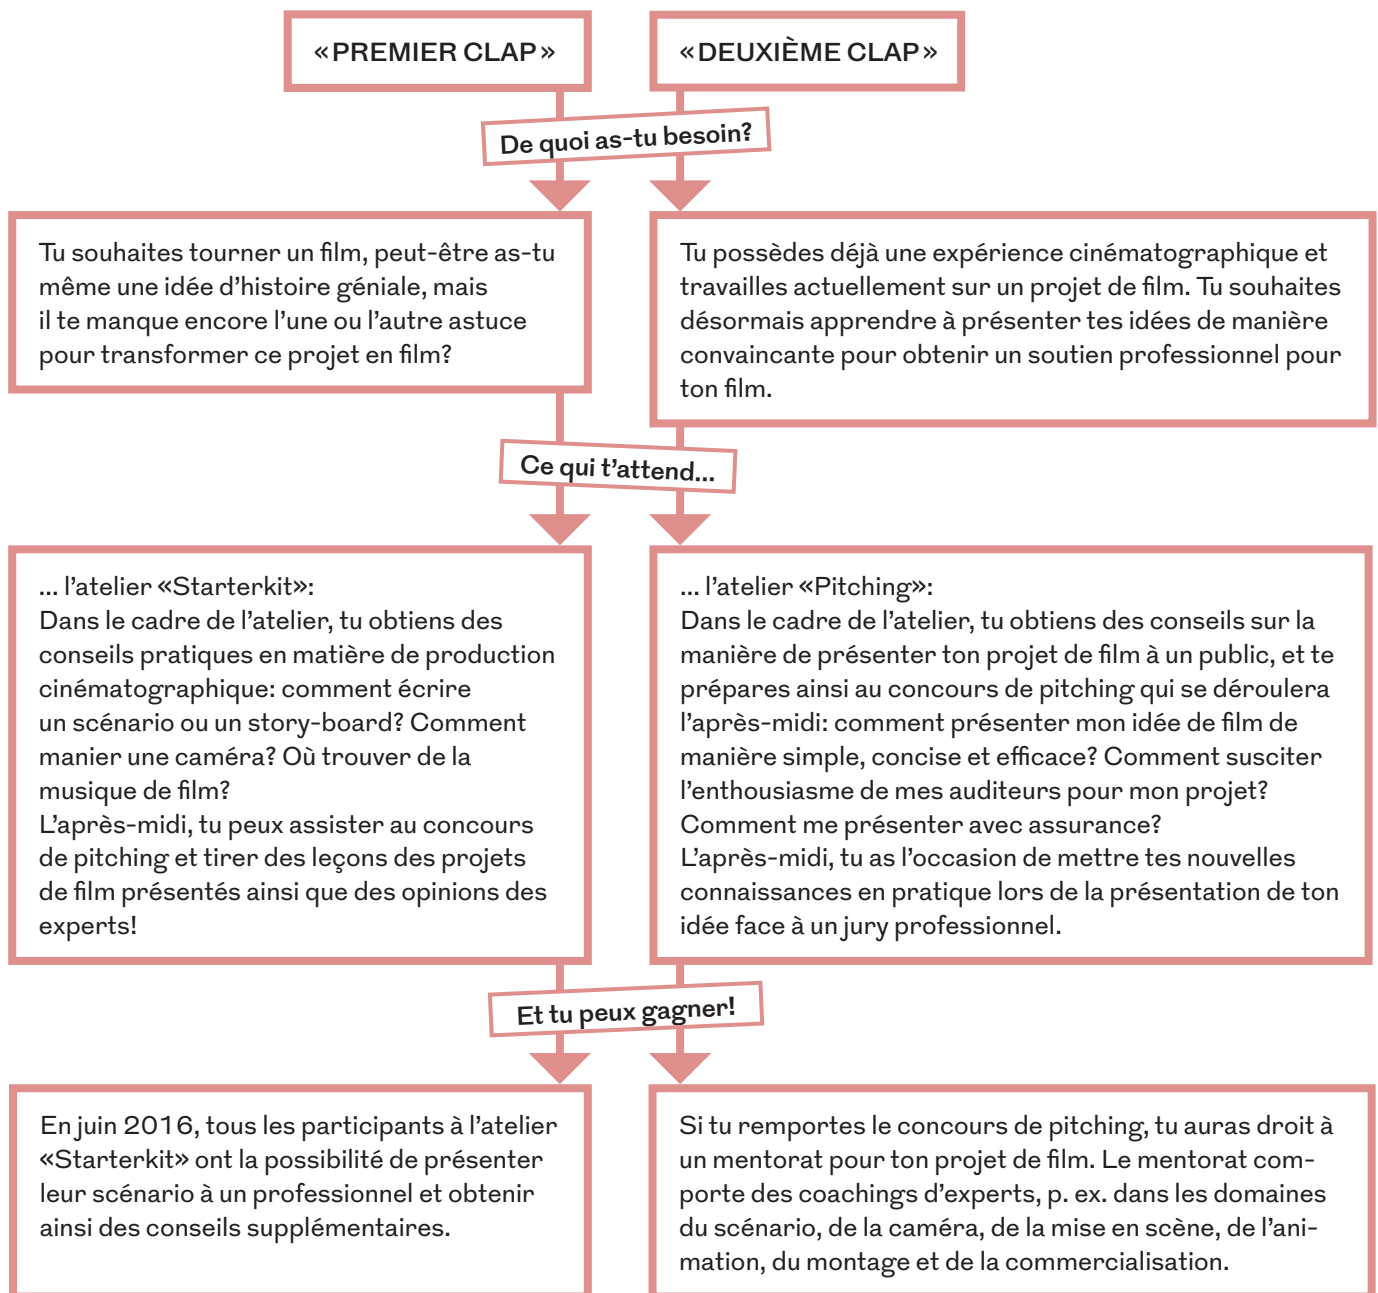 «PREMIER CLAP»
«DEUXIÈME CLAP»
De quoi as-tu besoin?
Tu souhaites tourner un film, peut-être as-tu
même une idée d’histoire géniale, mais
il te manque encore l’une ou l’autre astuce
pour transformer ce projet en film?
Tu possèdes déjà une expérience cinématographique et
travailles actuellement sur un projet de film. Tu souhaites
désormais apprendre à présenter tes idées de manière
convaincante pour obtenir un soutien professionnel pour
ton film.
Ce qui t’attend...
... l’atelier «Starterkit»:
Dans le cadre de l’atelier, tu obtiens des
conseils pratiques en matière de production
cinématographique: comment écrire
un scénario ou un story-board? Comment
manier une caméra? Où trouver de la
musique de film?
L’après-midi, tu peux assister au concours
de pitching et tirer des leçons des projets
de film présentés ainsi que des opinions des
experts!
... l’atelier «Pitching»:
Dans le cadre de l’atelier, tu obtiens des conseils sur la
manière de présenter ton projet de film à un public, et te
prépares ainsi au concours de pitching qui se déroulera
l’après-midi: comment présenter mon idée de film de
manière simple, concise et efficace? Comment susciter
l’enthousiasme de mes auditeurs pour mon projet?
Comment me présenter avec assurance?
L’après-midi, tu as l’occasion de mettre tes nouvelles
connaissances en pratique lors de la présentation de ton
idée face à un jury professionnel.
Et tu peux gagner!
En juin 2016, tous les participants à l’atelier
«Starterkit» ont la possibilité de présenter
leur scénario à un professionnel et obtenir
ainsi des conseils supplémentaires.
Si tu remportes le concours de pitching, tu auras droit à
un mentorat pour ton projet de film. Le mentorat com-
porte des coachings d’experts, p. ex. dans les domaines
du scénario, de la caméra, de la mise en scène, de l’ani-
mation, du montage et de la commercialisation.